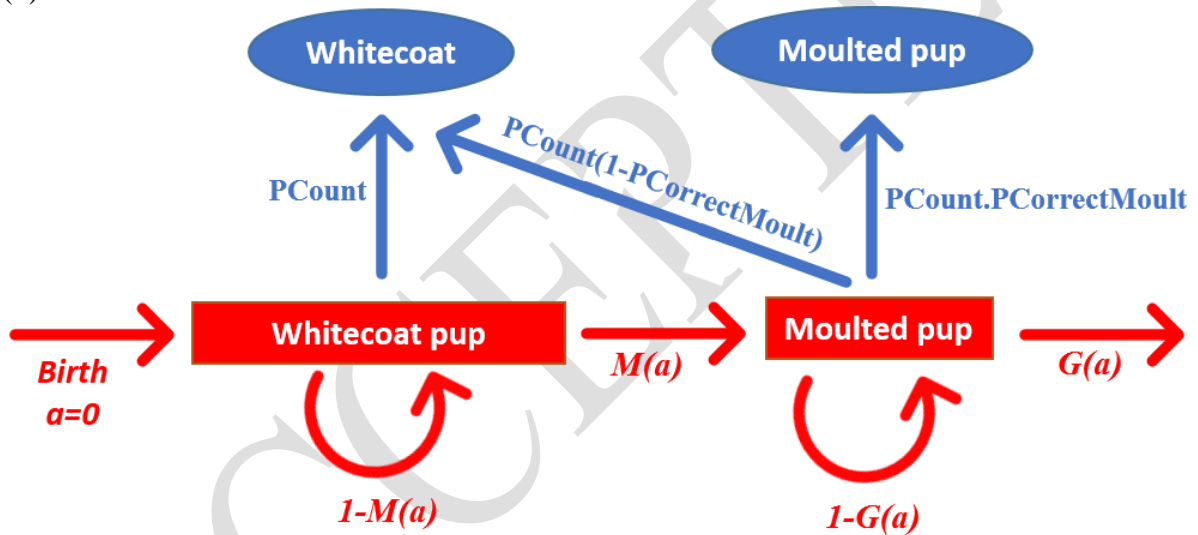 Whitecoat
Moulted pup
PCount
PCount(1-PCorrectMoult)
PCount.PCorrectMoult
Whitecoat pup
Moulted pup
Birth
a=0
M(a)
G(a)
1-M(a)
1-G(a)